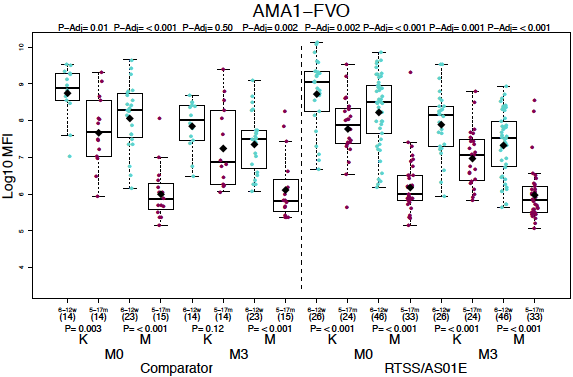 AMA1−FVO
P−Adj= 0.01 P−Adj= <0.001 P−Adj= 0.50 P−Adj= 0.002 P−Adj= 0.002 P−Adj= <0.001 P−Adj= <0.001 P−Adj= <0.001
Log10 MFI
10
9
8
7
6
5
4
6−12w 5−17m 6−12w 5−17m 6−12w 5−17m 6−12w 5−17m 6−12w 5−17m 6−12w 5−17m 6−12w 5−17m 6−12w 5−17m
(14) (14) (23) (15) (14) (14) (23) (15) (26) (24) (46) (33) (26) (24) (46) (33)
P= 0.003 P= <0.001 P= 0.12 P= <0.001 P= <0.001 P= <0.001 P= <0.001 P= <0.001
K M K M K M K M
M0 M3 M0 M3
Comparator RTSS/AS01E